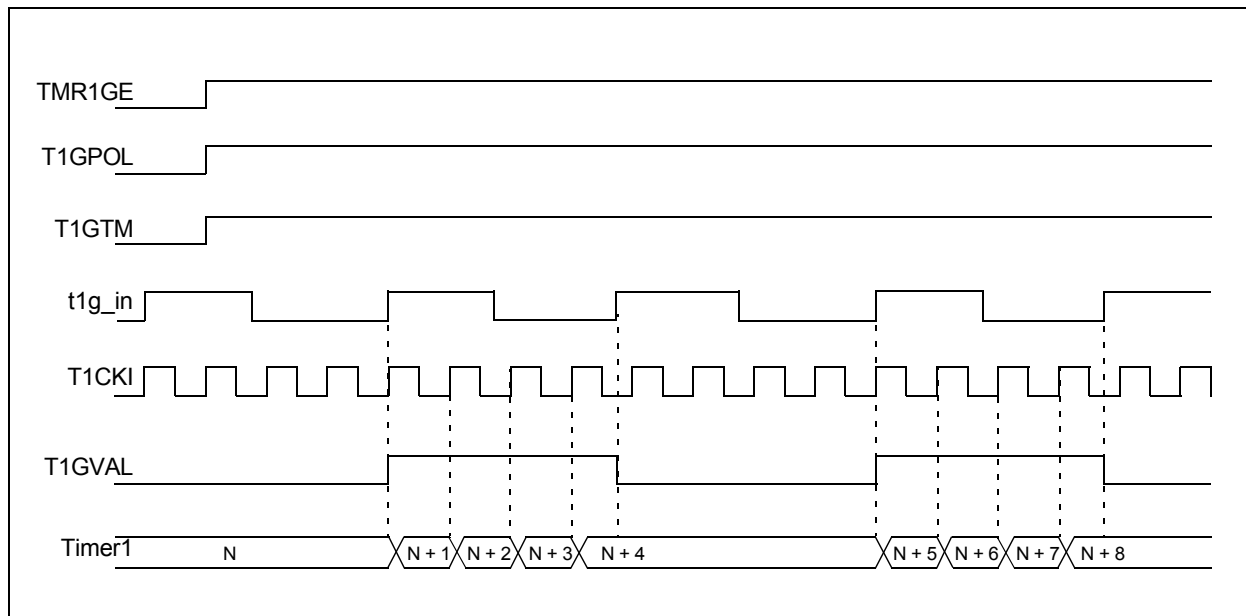 TMR1GE
T1GPOL
T1GTM
t1g_in
T1CKI
T1GVAL
Timer1 N N + 1 N + 2 N + 3 N + 4 N + 5 N + 6 N + 7 N + 8